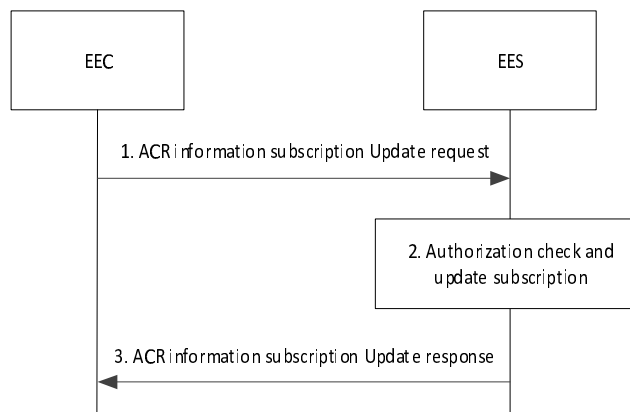 EEC
EES
1. ACR information subscription Update request
2. Authorization check and
update subscription
3. ACR information subscription Update response